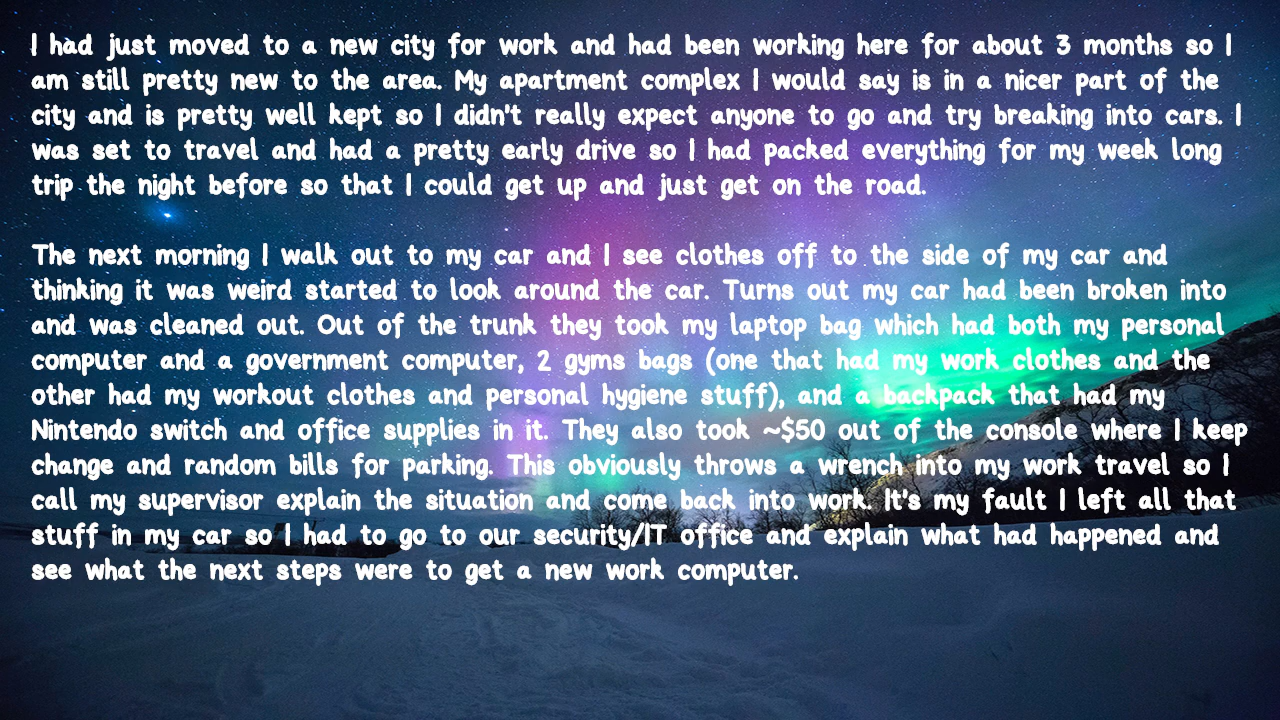 I had just moved to a new city for work and had been working here for about 3 months so I
am still pretty new to the area. My apartment complex I would say is in a nicer part of the
city and is pretty well kept so I didn't really expect anyone to go and try breaking into cars. I
was set to travel and had a pretty early drive so I had packed everything for my week long
trip the night before so that I could get up and just get on the road.

The next morning I walk out to my car and I see clothes off to the side of my car and
thinking it was weird started to look around the car. Turns out my car had been broken into
and was cleaned out. Out of the trunk they took my laptop bag which had both my personal
computer and a government computer, 2 gyms bags (one that had my work clothes and the
other had my workout clothes and personal hygiene stuff), and a backpack that had my
Nintendo switch and office supplies in it. They also took ~$50 out of the console where I keep
change and random bills for parking. This obviously throws a wrench into my work travel so I
call my supervisor explain the situation and come back into work. It's my fault I left all that
stuff in my car so I had to go to our security/IT office and explain what had happened and
see what the next steps were to get a new work computer.